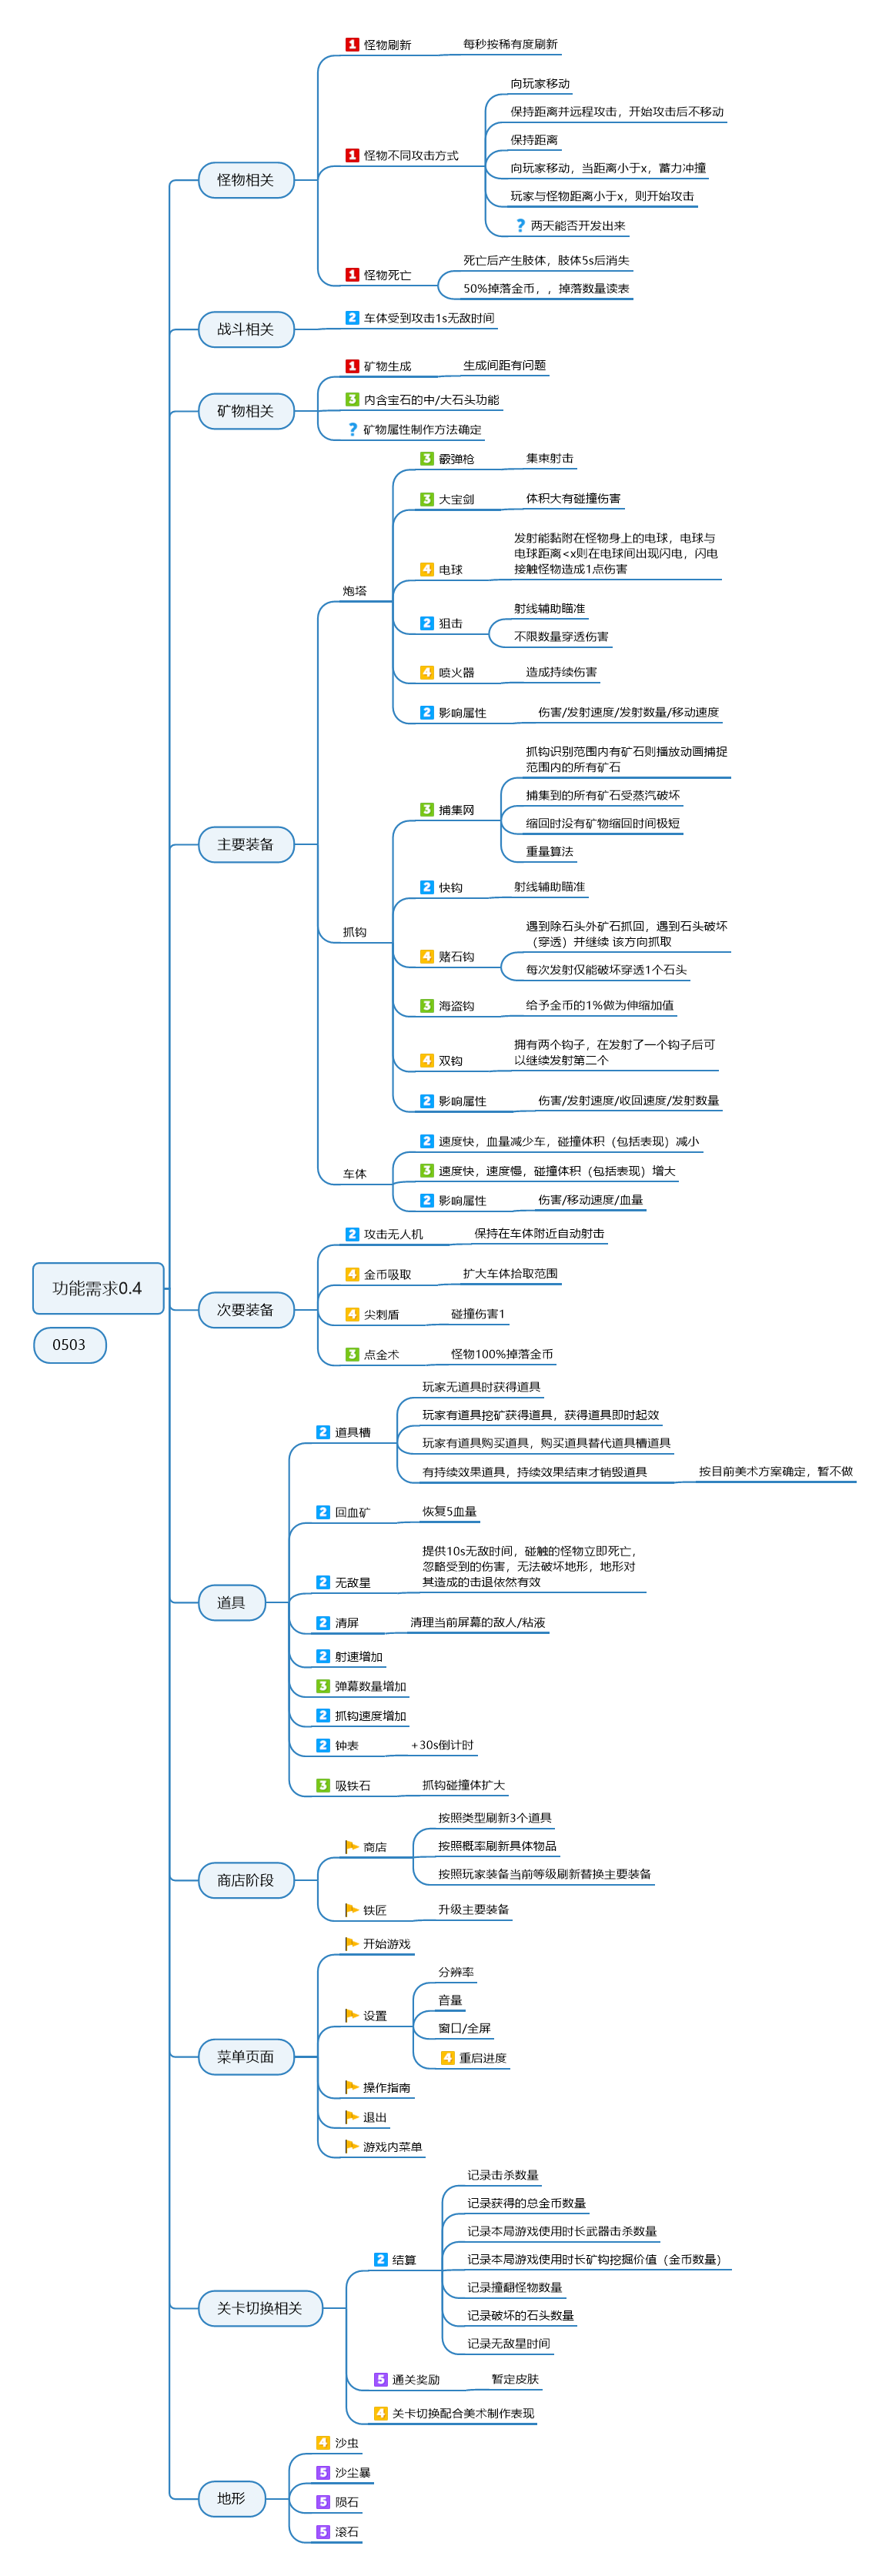 功能需求0.4
0503
怪物相关
1 怪物刷新
每秒按稀有度刷新
1 怪物不同攻击方式
向玩家移动
保持距离并远程攻击，开始攻击后不移动
保持距离
向玩家移动，当距离小于x，蓄力冲撞
玩家与怪物距离小于x，则开始攻击
? 两天能否开发出来
1 怪物死亡
死亡后产生肢体，肢体5s后消失
50%掉落金币，，掉落数量读表
战斗相关
2 车体受到攻击1s无敌时间
矿物相关
1 矿物生成
生成间距有问题
3 内含宝石的中/大石头功能
? 矿物属性制作方法确定
主要装备
炮塔
3 霰弹枪
集束射击
3 大宝剑
体积大有碰撞伤害
4 电球
发射能黏附在怪物身上的电球，电球与
电球距离<x则在电球间出现闪电，闪电
接触怪物造成1点伤害
2 狙击
射线辅助瞄准
不限数量穿透伤害
4 喷火器
造成持续伤害
2 影响属性
伤害/发射速度/发射数量/移动速度
抓钩
3 捕集网
抓钩识别范围内有矿石则播放动画捕捉
范围内的所有矿石
捕集到的所有矿石受蒸汽破坏
缩回时没有矿物缩回时间极短
重量算法
2 快钩
射线辅助瞄准
4 赌石钩
遇到除石头外矿石抓回，遇到石头破坏
（穿透）并继续 该方向抓取
每次发射仅能破坏穿透1个石头
3 海盗钩
给予金币的1%做为伸缩加值
4 双钩
拥有两个钩子，在发射了一个钩子后可
以继续发射第二个
2 影响属性
伤害/发射速度/收回速度/发射数量
车体
2 速度快，血量减少车，碰撞体积（包括表现）减小
3 速度快，速度慢，碰撞体积（包括表现）增大
2 影响属性
伤害/移动速度/血量
次要装备
2 攻击无人机
保持在车体附近自动射击
4 金币吸取
扩大车体拾取范围
4 尖刺盾
碰撞伤害1
3 点金术
怪物100%掉落金币
道具
2 道具槽
玩家无道具时获得道具
玩家有道具挖矿获得道具，获得道具即时起效
玩家有道具购买道具，购买道具替代道具槽道具
有持续效果道具，持续效果结束才销毁道具
按目前美术方案确定，暂不做
2 回血矿
恢复5血量
2 无敌星
提供10s无敌时间，碰触的怪物立即死亡，
忽略受到的伤害，无法破坏地形，地形对
其造成的击退依然有效
2 清屏
清理当前屏幕的敌人/粘液
2 射速增加
3 弹幕数量增加
2 抓钩速度增加
2 钟表
+30s倒计时
3 吸铁石
抓钩碰撞体扩大
商店阶段
商店
按照类型刷新3个道具
按照概率刷新具体物品
按照玩家装备当前等级刷新替换主要装备
铁匠
升级主要装备
菜单页面
开始游戏
设置
分辨率
音量
窗口/全屏
4 重启进度
操作指南
退出
游戏内菜单
关卡切换相关
2 结算
记录击杀数量
记录获得的总金币数量
记录本局游戏使用时长武器击杀数量
记录本局游戏使用时长矿钩挖掘价值（金币数量）
记录撞翻怪物数量
记录破坏的石头数量
记录无敌星时间
5 通关奖励
暂定皮肤
4 关卡切换配合美术制作表现
地形
4 沙虫
5 沙尘暴
5 陨石
5 滚石